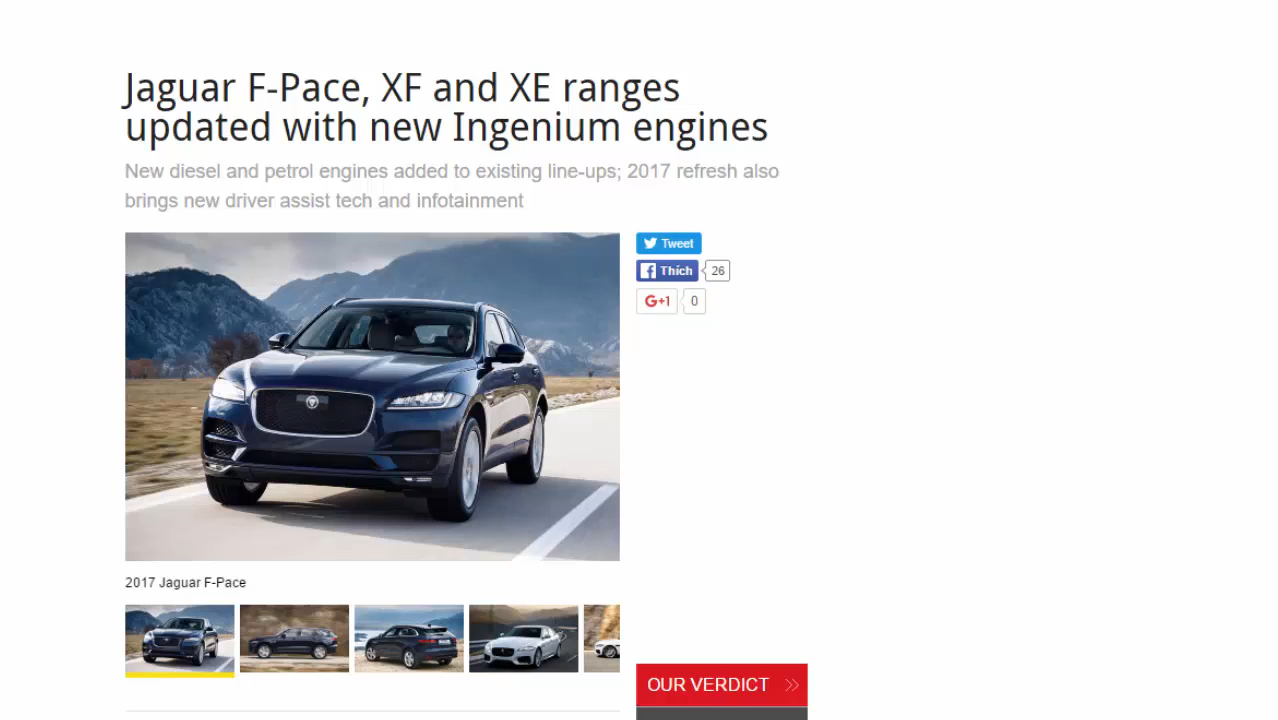 Jaguar F-Pace, XF and XE ranges
updated with new Ingenium engines
New diesel and petrol engines added to existing line-ups; 2017 refresh also
brings new driver assist tech and infotainment
Tweet
Thích 26
G+1 0
2017 Jaguar F-Pace
OUR VERDICT